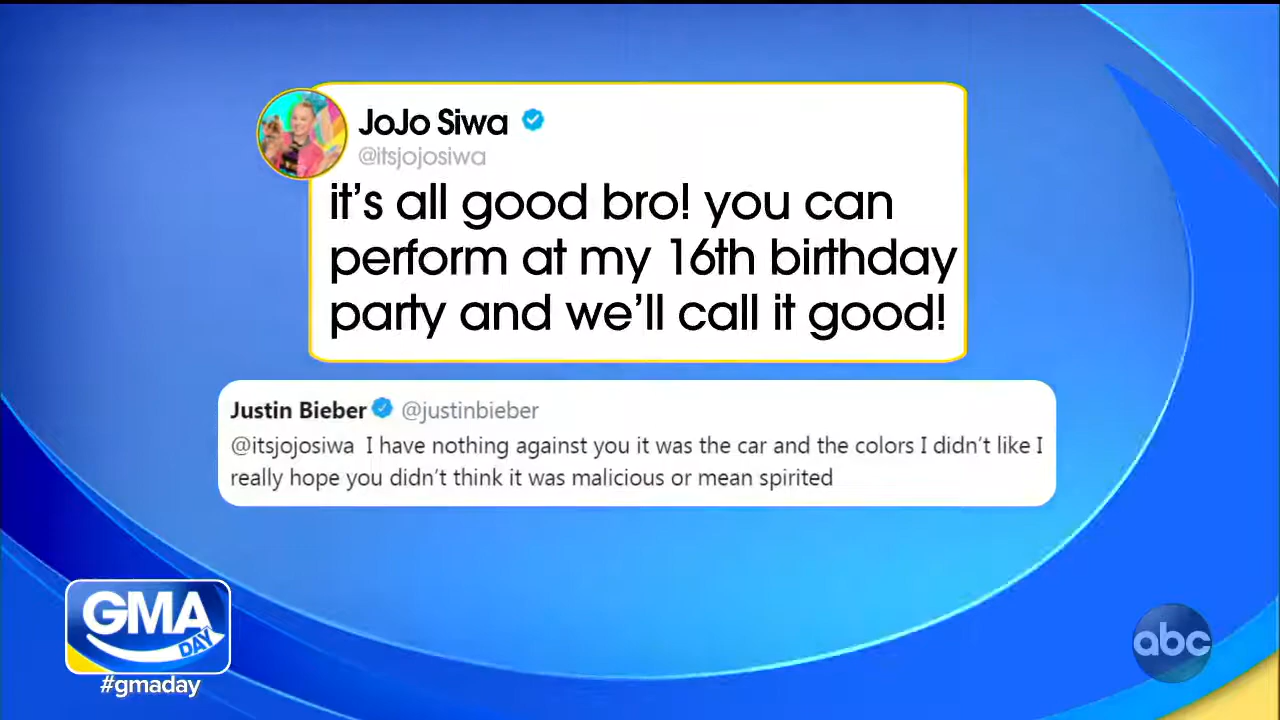 JoJo Siwa
@itsjojosiwa
it's all good bro! you can
perform at my 16th birthday
party and we'll call it good!
Justin Bieber @justinbieber
@itsjojosiwa I have nothing against you it was the car and the colors I didn't like I
really hope you didn't think it was malicious or mean spirited
GMA
DAY
#gmaday
abc